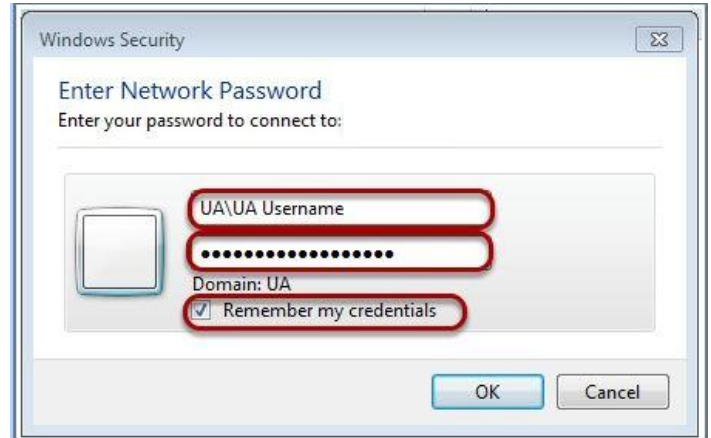 Windows Security
Enter Network Password
Enter your password to connect to:
UA\UA Username
••••••••••••••••••
Domain: UA
Remember my credentials
OK
Cancel